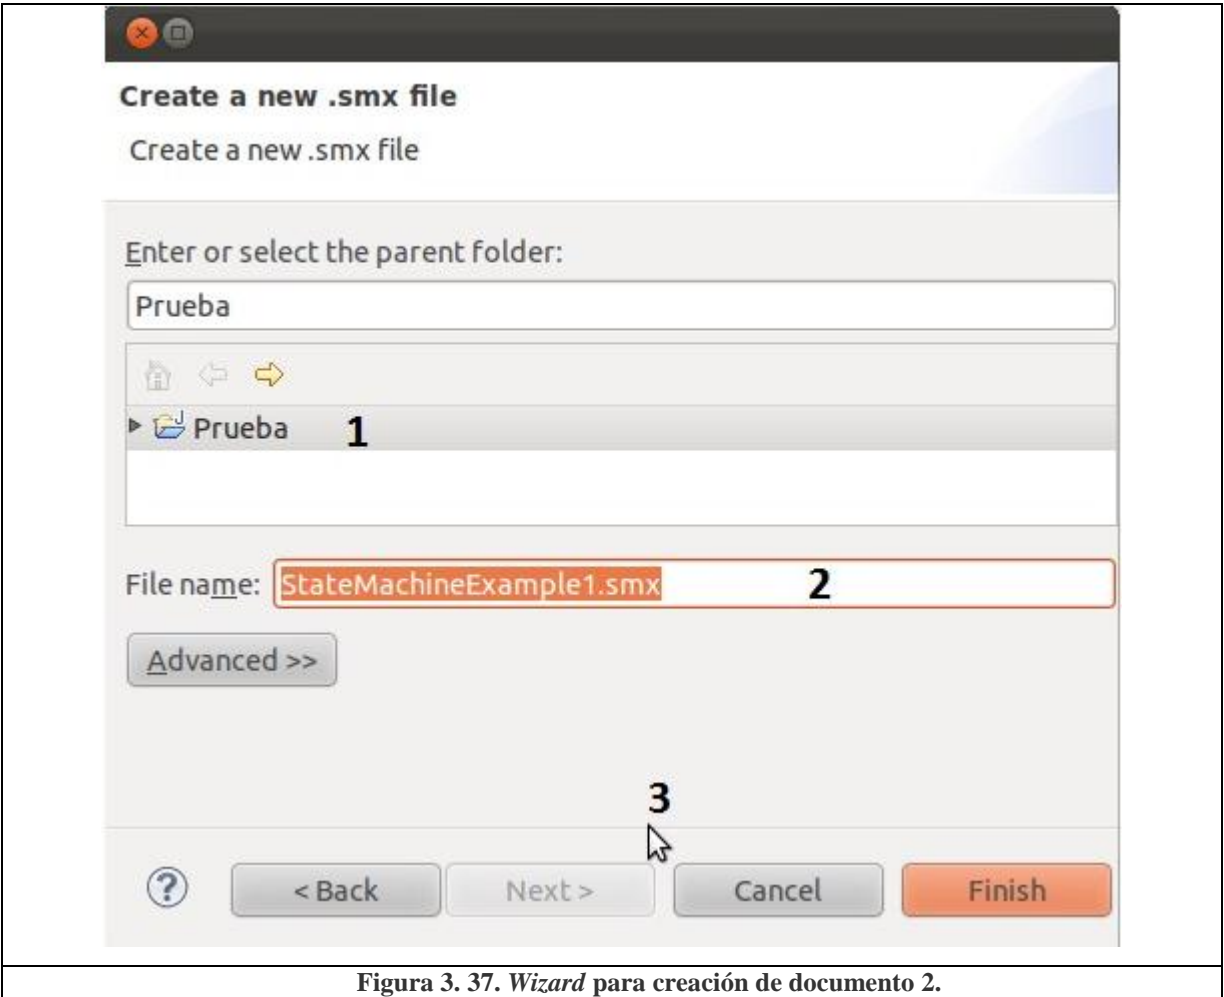 Create a new .smx file
Create a new .smx file
Enter or select the parent folder:
Prueba
Prueba 1
File name: StateMachineExample1.smx 2
Advanced >>
3
? < Back Next > Cancel Finish
Figura 3. 37. Wizard para creación de documento 2.